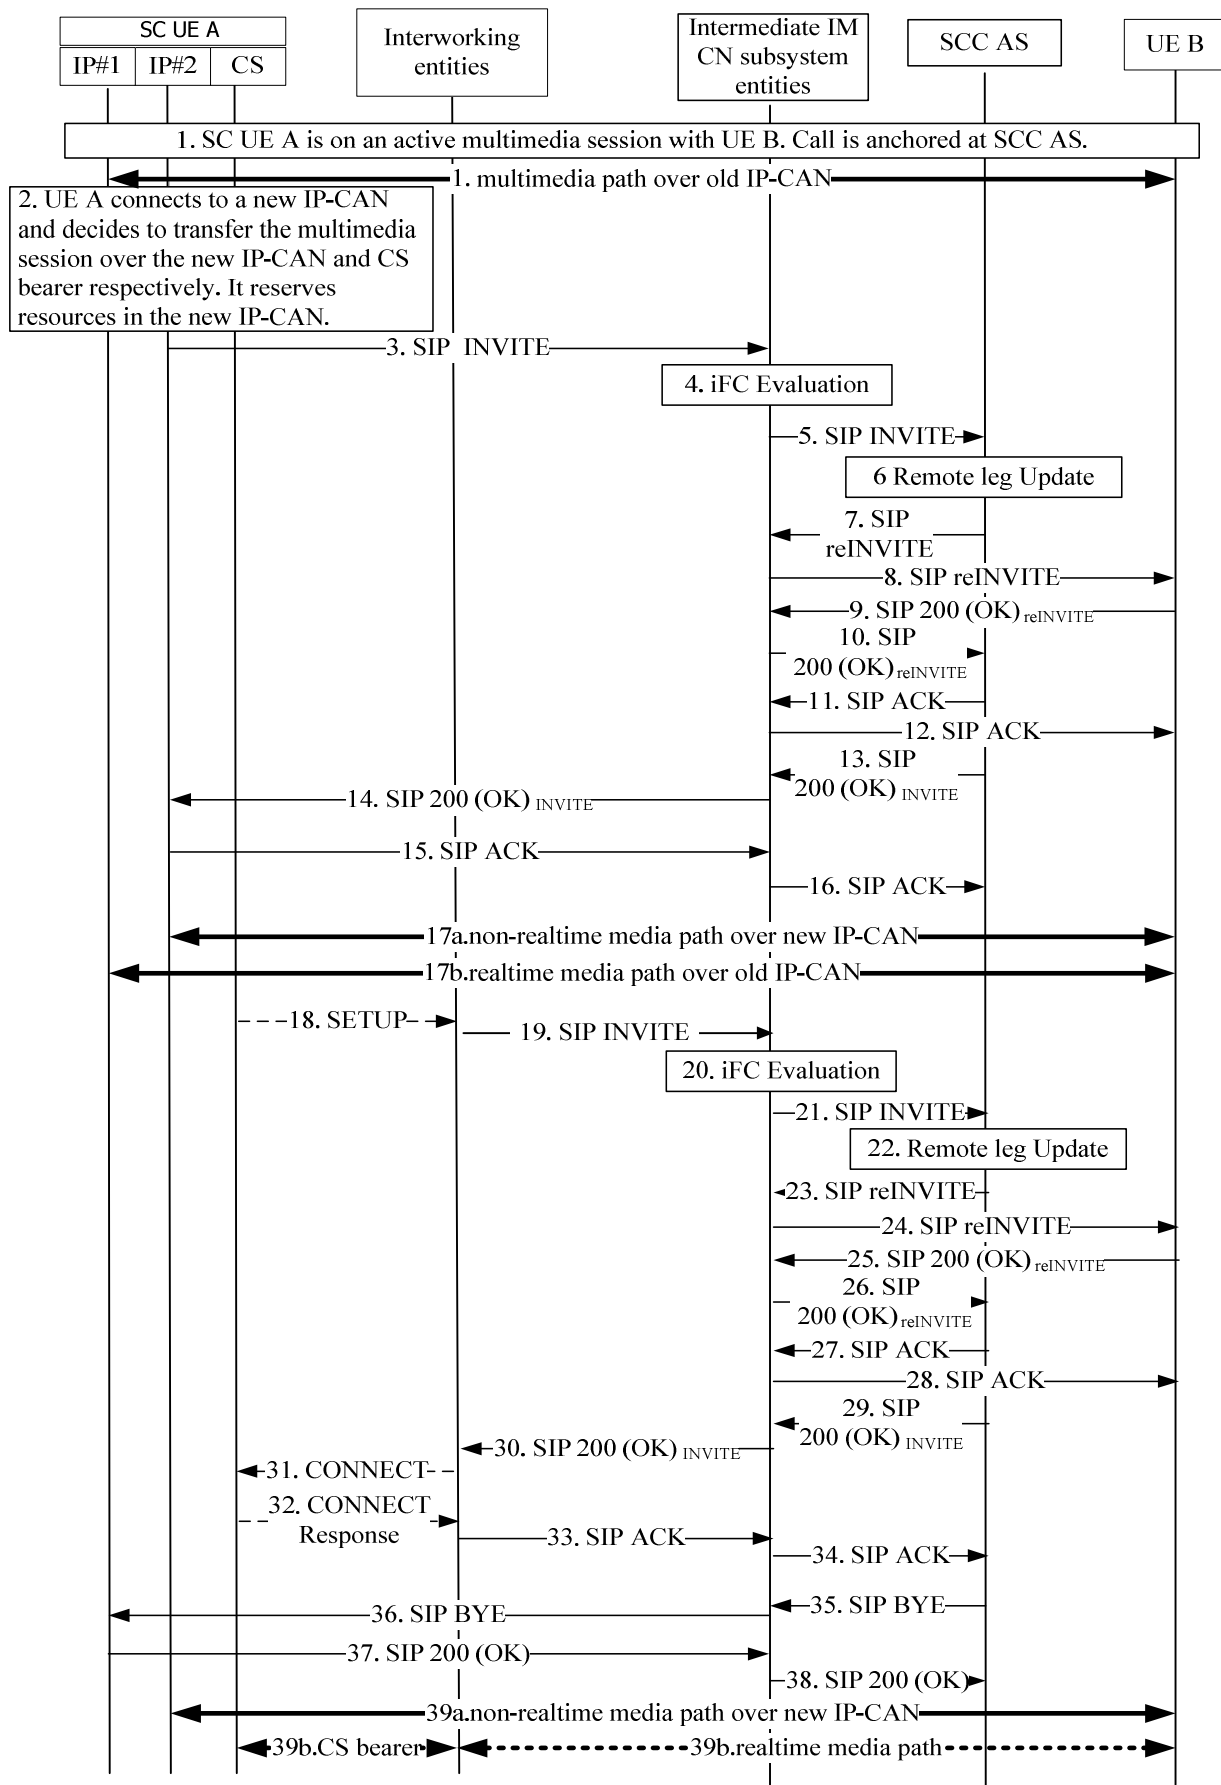 SC UE A
IP#1 IP#2 CS
Interworking
entities
Intermediate IM
CN subsystem
entities
SCC AS
UE B
1. SC UE A is on an active multimedia session with UE B. Call is anchored at SCC AS.
1. multimedia path over old IP-CAN
2. UE A connects to a new IP-CAN
and decides to transfer the multimedia
session over the new IP-CAN and CS
bearer respectively. It reserves
resources in the new IP-CAN.
3. SIP INVITE
4. iFC Evaluation
5. SIP INVITE
6 Remote leg Update
7. SIP
reINVITE
8. SIP reINVITE
9. SIP 200 (OK) reINVITE
10. SIP
200 (OK) reINVITE
11. SIP ACK
12. SIP ACK
13. SIP
200 (OK) INVITE
14. SIP 200 (OK) INVITE
15. SIP ACK
16. SIP ACK
17a.non-realtime media path over new IP-CAN
17b.realtime media path over old IP-CAN
18. SETUP
19. SIP INVITE
20. iFC Evaluation
21. SIP INVITE
22. Remote leg Update
23. SIP reINVITE
24. SIP reINVITE
25. SIP 200 (OK) reINVITE
26. SIP
200 (OK) reINVITE
27. SIP ACK
28. SIP ACK
29. SIP
200 (OK) INVITE
30. SIP 200 (OK) INVITE
31. CONNECT
32. CONNECT
Response
33. SIP ACK
34. SIP ACK
35. SIP BYE
36. SIP BYE
37. SIP 200 (OK)
38. SIP 200 (OK)
39a.non-realtime media path over new IP-CAN
39b.CS bearer
39b.realtime media path